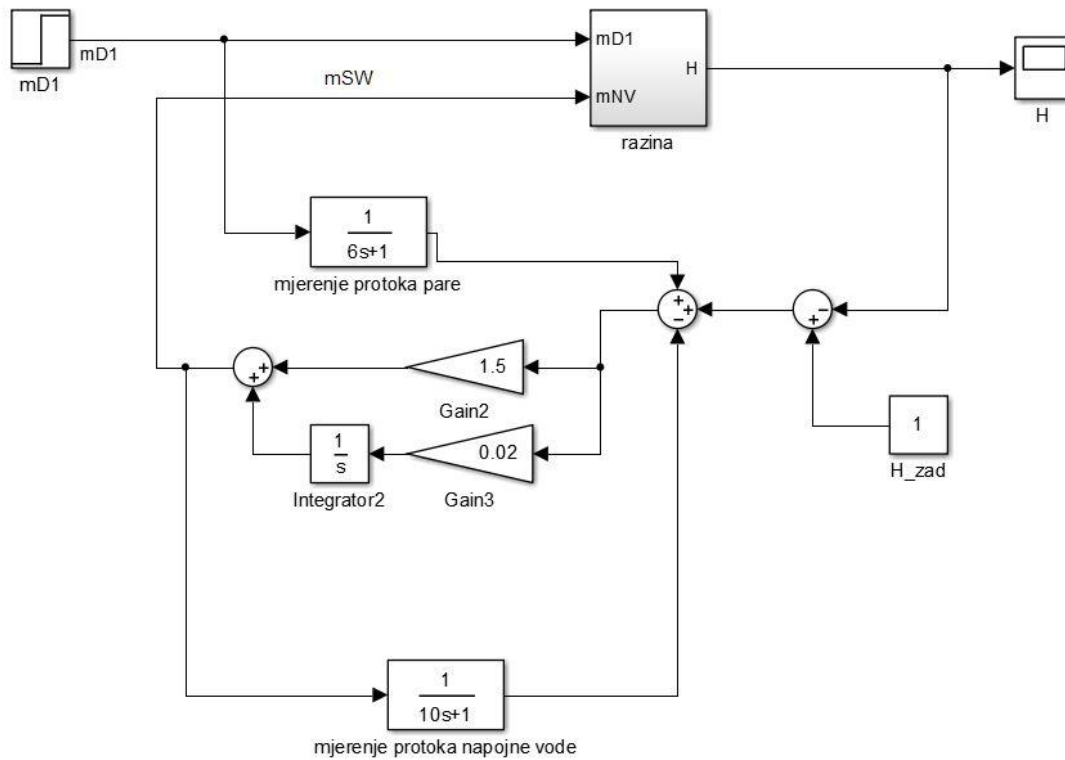 mD1
mD1
mSW
mD1
mNV
H
razina
H
1
6s+1
mjerenje protoka pare
+
+
−
−
+
+
+
1.5
Gain2
1
s
Integrator2
0.02
Gain3
1
H_zad
1
10s+1
mjerenje protoka napojne vode